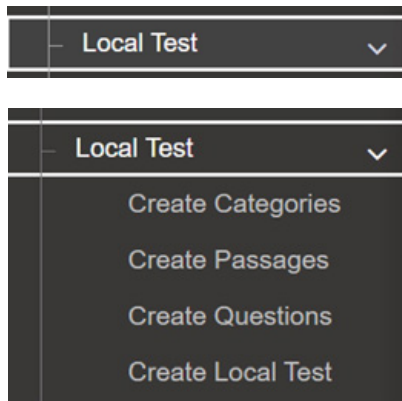 Local Test
Local Test
Create Categories
Create Passages
Create Questions
Create Local Test